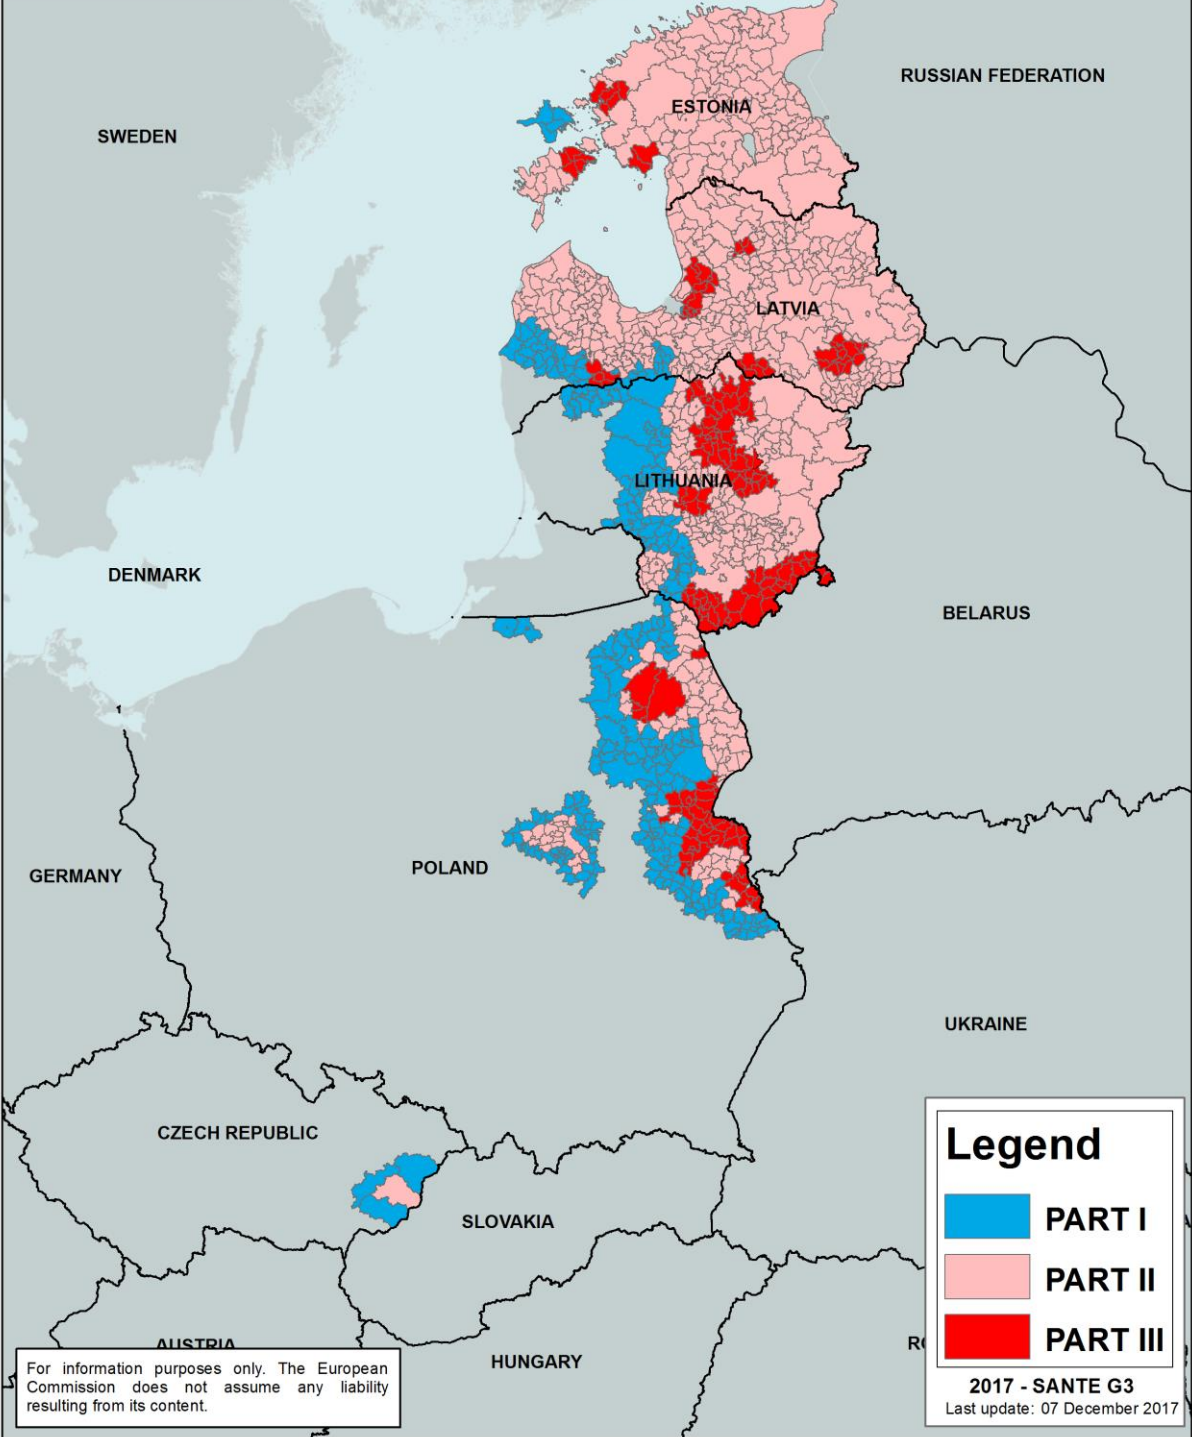 RUSSIAN FEDERATION
ESTONIA
SWEDEN
LATVIA
LITHUANIA
DENMARK
BELARUS
POLAND
GERMANY
UKRAINE
CZECH REPUBLIC
SLOVAKIA
AUSTRIA
HUNGARY
Legend
PART I
PART II
PART III
2017 - SANTE G3
Last update: 07 December 2017
For information purposes only. The European
Commission does not assume any liability
resulting from its content.